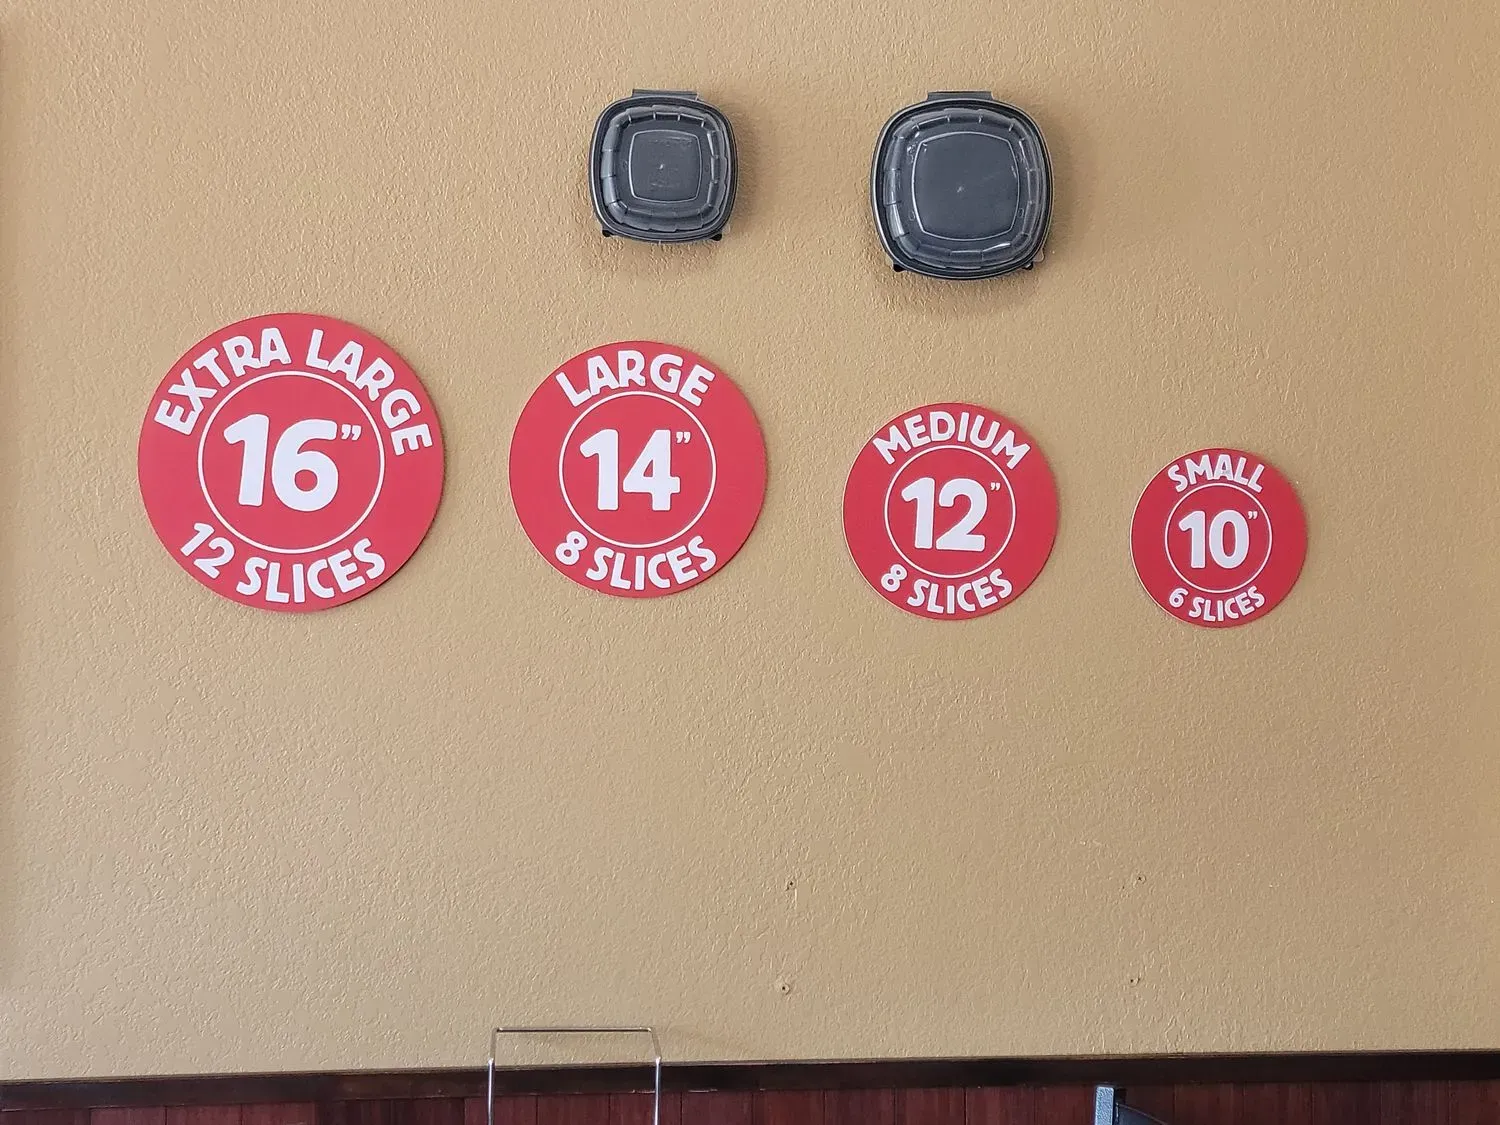 EXTRA LARGE
16”
12 SLICES
LARGE
14”
8 SLICES
MEDIUM
12”
8 SLICES
SMALL
10”
6 SLICES